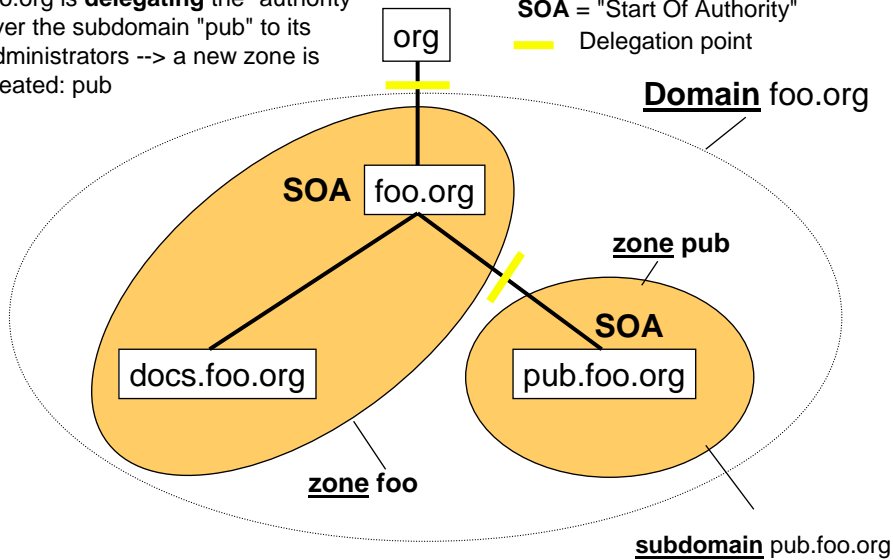 oo.org is delegating the "authority
ver the subdomain "pub" to its
dministrators --> a new zone is
eated: pub
SOA = "Start Of Authority"
Delegation point
org
Domain foo.org
SOA
foo.org
zone pub
SOA
docs.foo.org
pub.foo.org
zone foo
subdomain pub.foo.org